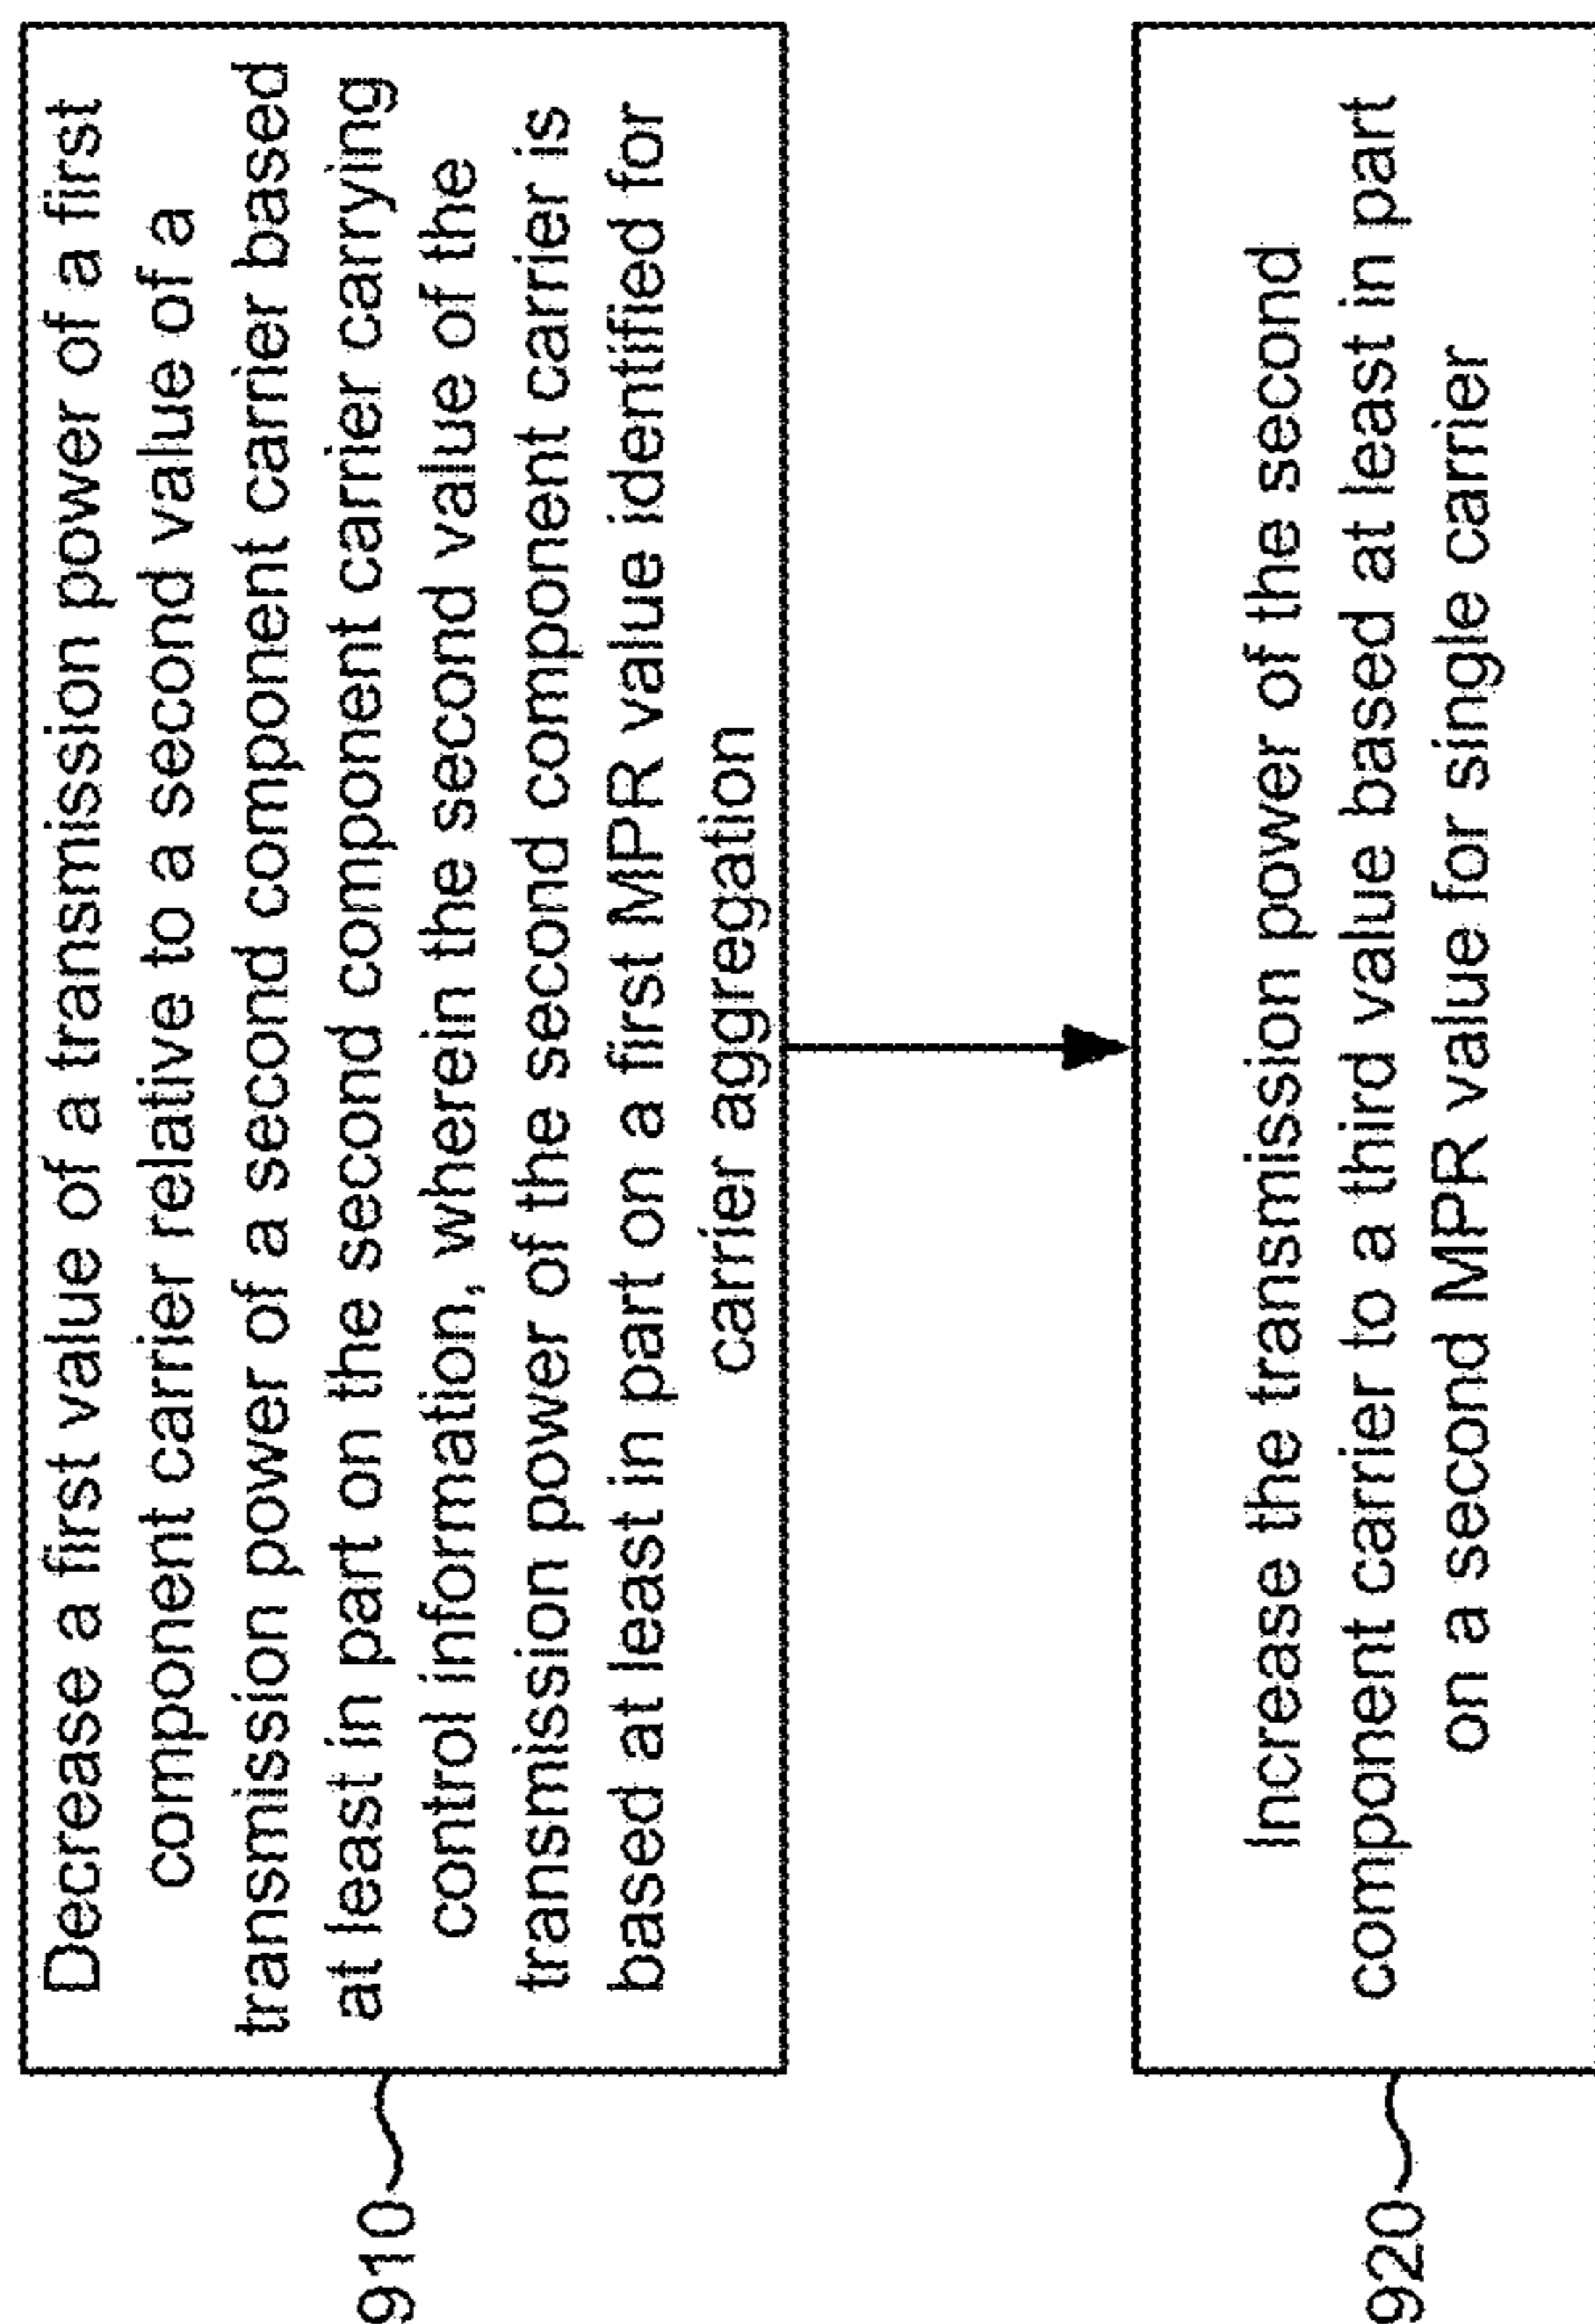 Decrease a first value of a transmission power of a first
component carrier relative to a second value of a
transmission power of a second component carrier based
at least in part on the second component carrier carrying
control information, wherein the second value of the
transmission power of the second component carrier is
based at least in part on a first MPR value identified for
carrier aggregation
910
Increase the transmission power of the second
component carrier to a third value based at least in part
on a second MPR value for single carrier
920